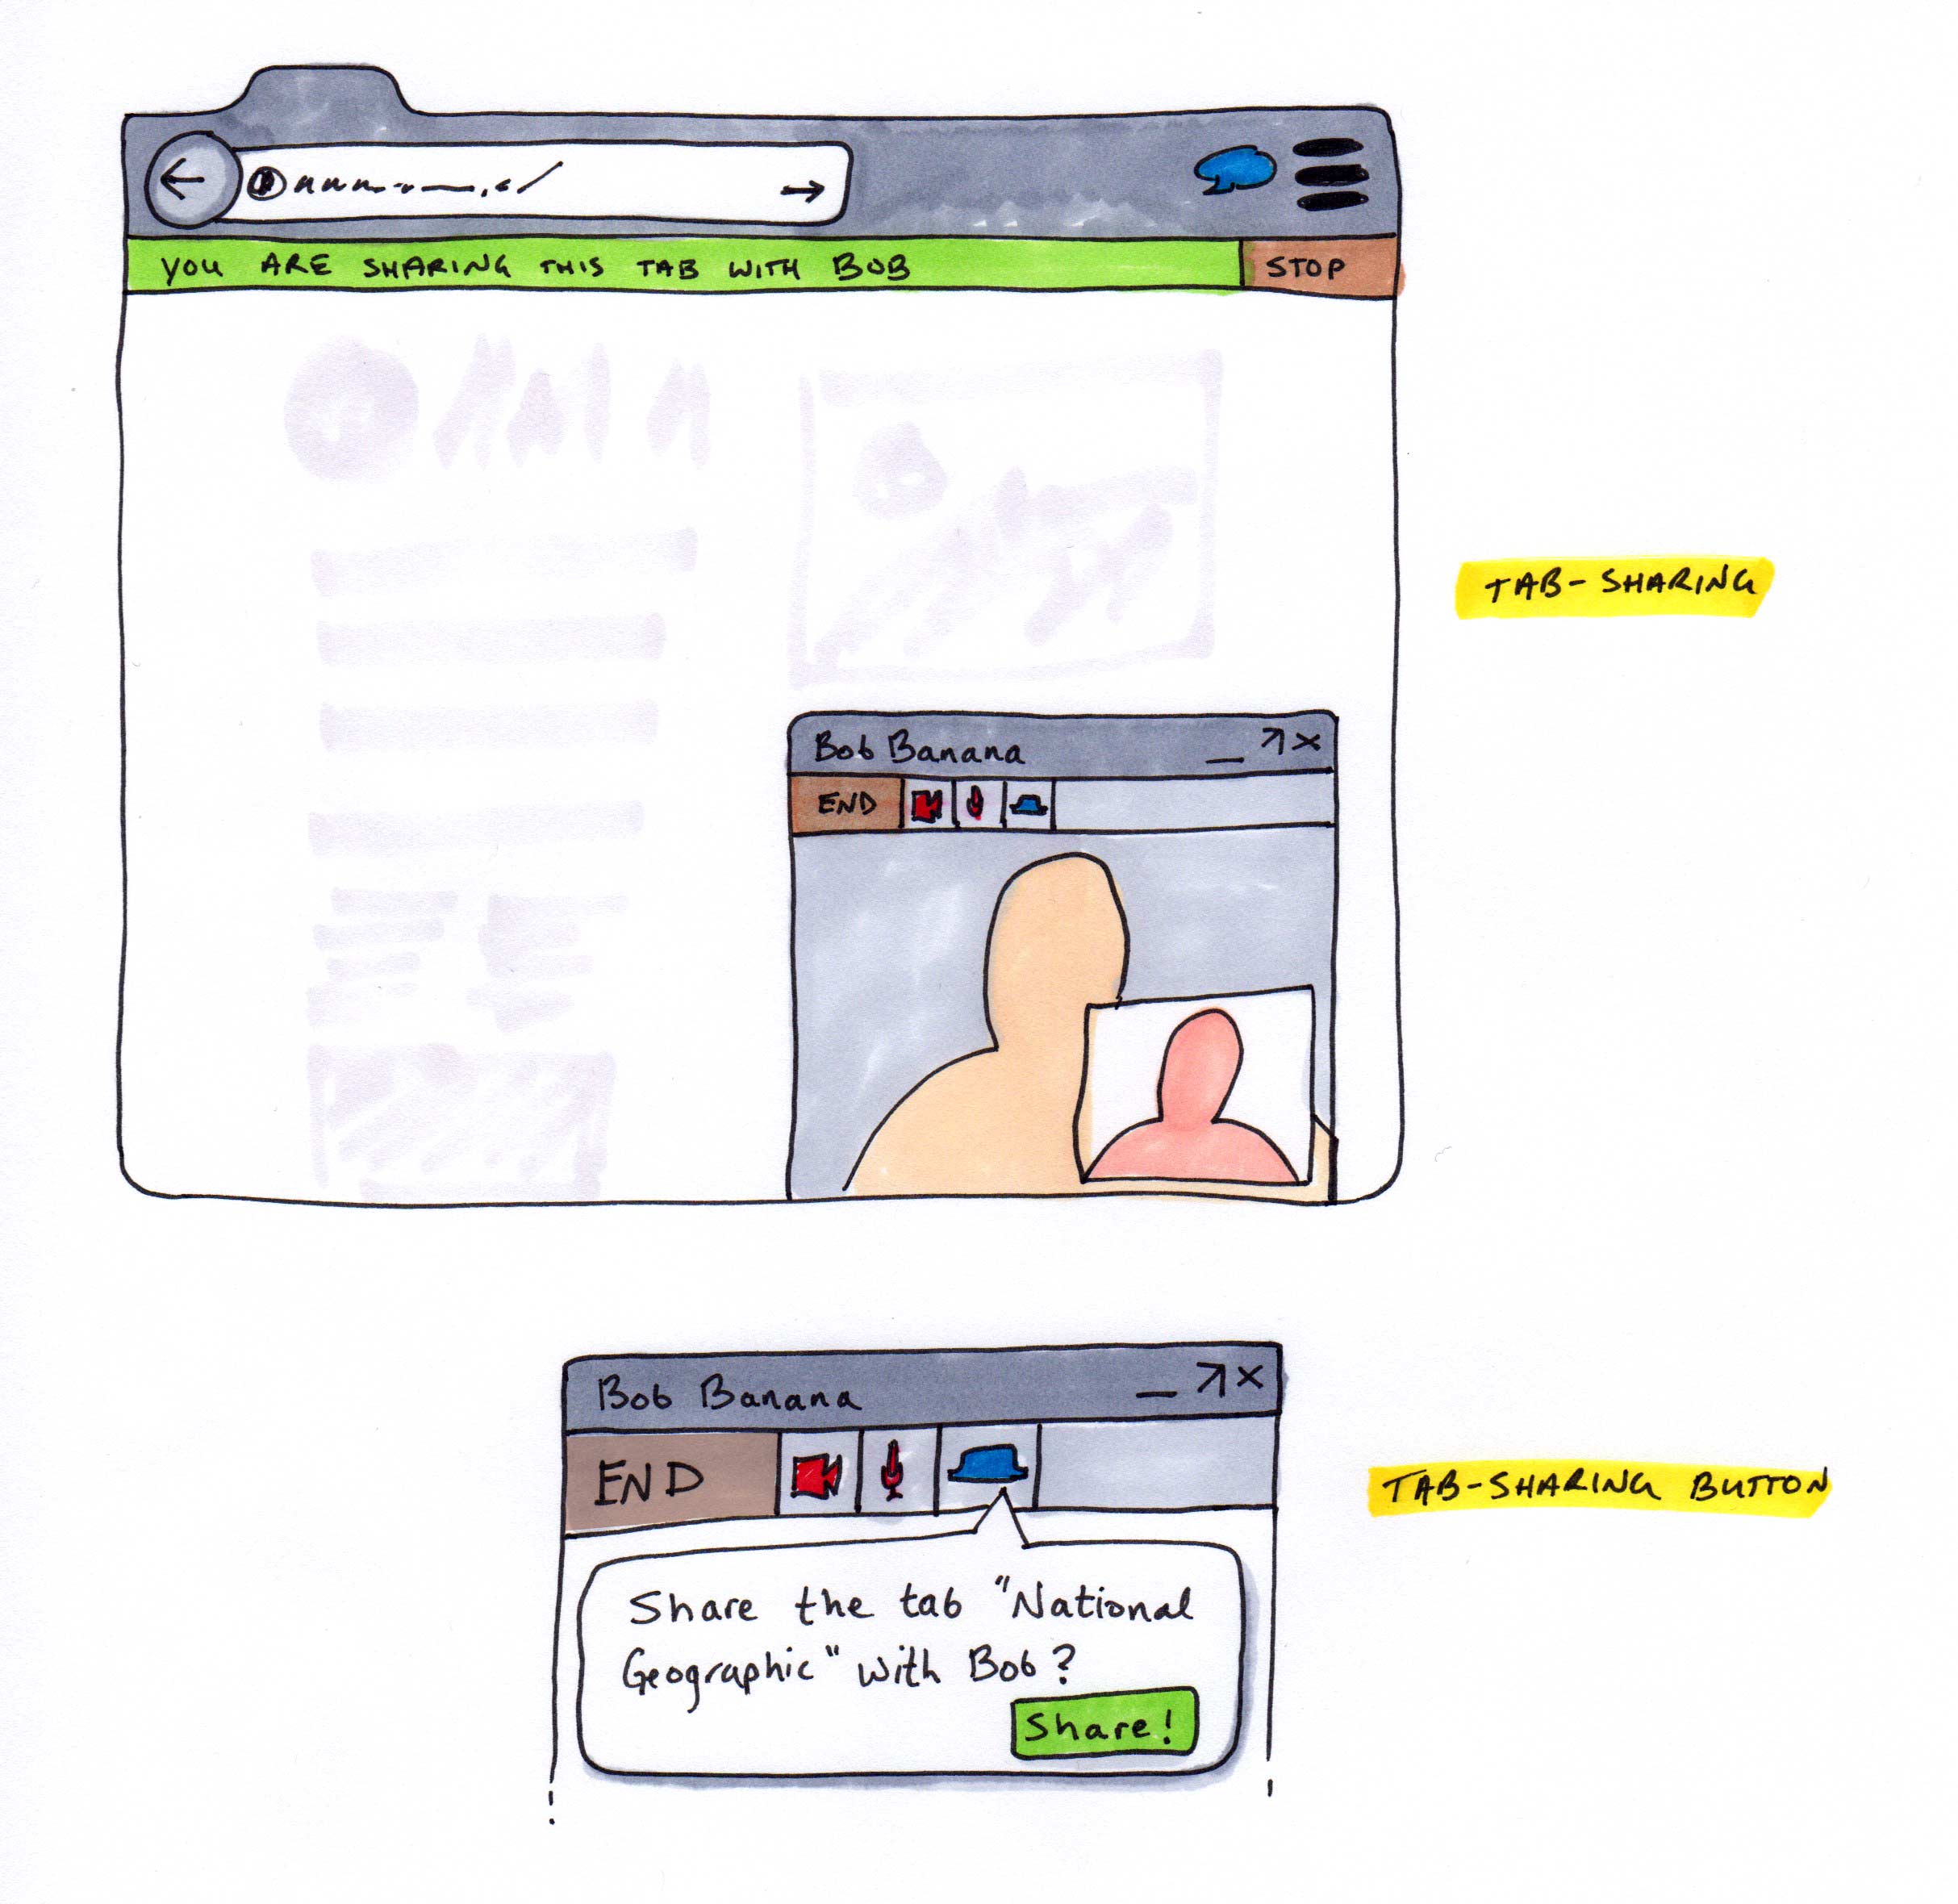 YOU ARE SHARING THIS TAB WITH BOB
STOP
TAB-SHARING
Bob Banana
END
Bob Banana
END
TAB-SHARING BUTTON
Share the tab "National
Geographic" with Bob?
Share!